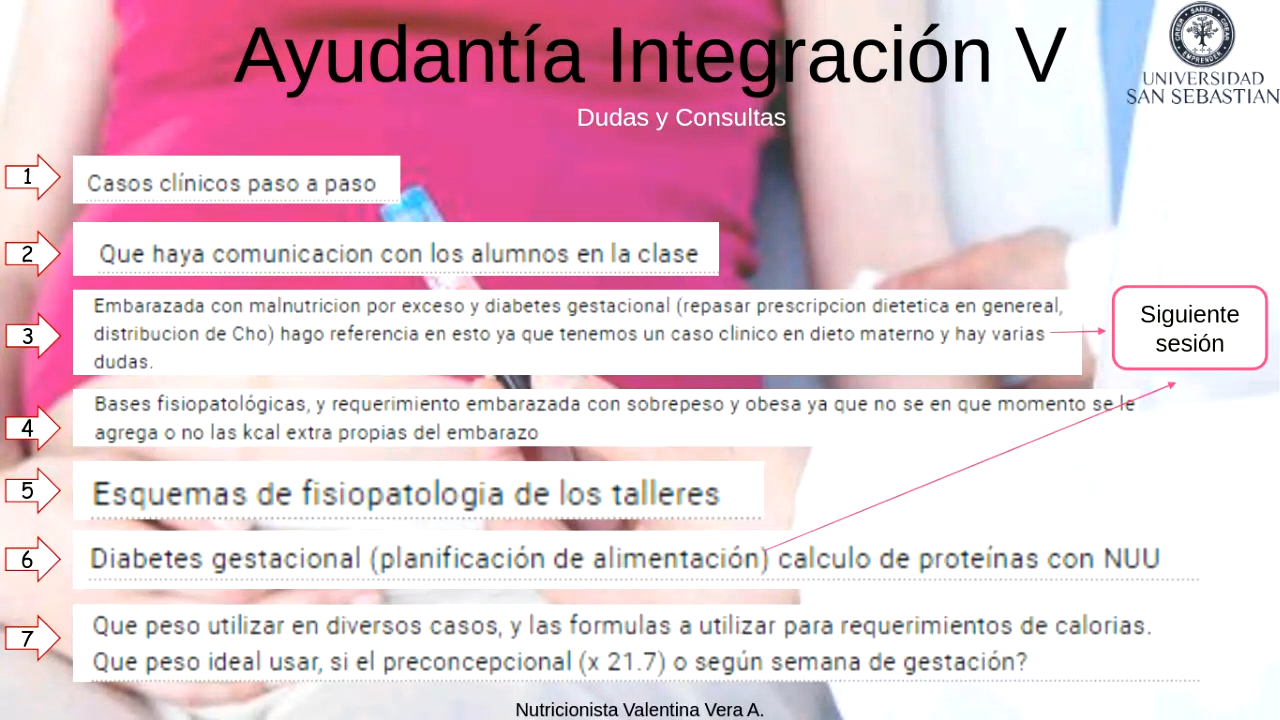 Ayudantía Integración V
Dudas y Consultas
CREER SABER CREAR EMPRENDER
UNIVERSIDAD
SAN SEBASTIAN
1
Casos clínicos paso a paso
2
Que haya comunicacion con los alumnos en la clase
3
Embarazada con malnutricion por exceso y diabetes gestacional (repasar prescripcion dietetica en genereal,
distribucion de Cho) hago referencia en esto ya que tenemos un caso clinico en dieto materno y hay varias
dudas.
Siguiente
sesión
4
Bases fisiopatológicas, y requerimiento embarazada con sobrepeso y obesa ya que no se en que momento se le
agrega o no las kcal extra propias del embarazo
5
Esquemas de fisiopatologia de los talleres
6
Diabetes gestacional (planificación de alimentación) calculo de proteínas con NUU
7
Que peso utilizar en diversos casos, y las formulas a utilizar para requerimientos de calorias.
Que peso ideal usar, si el preconcepcional (x 21.7) o según semana de gestación?
Nutricionista Valentina Vera A.